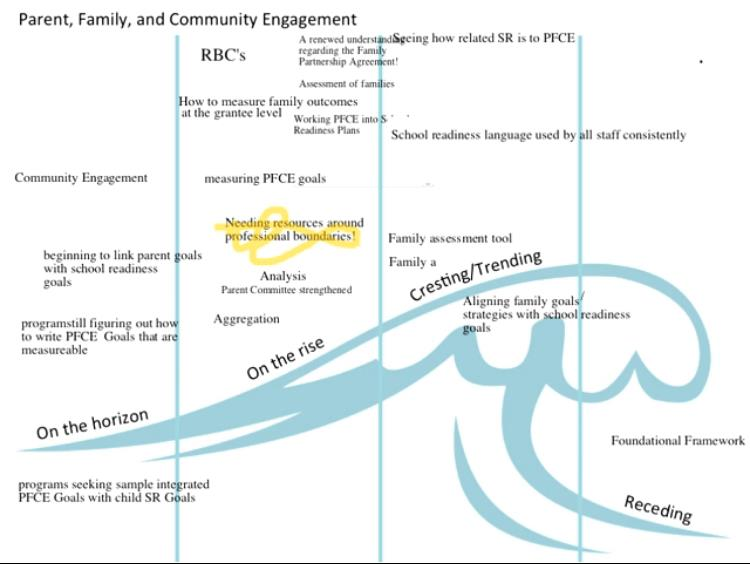 Parent, Family, and Community Engagement
RBC's
A renewed understanding
regarding the Family
Partnership Agreement!
Seeing how related SR is to PFCE
Assessment of families
How to measure family outcomes
at the grantee level
Working PFCE into S
Readiness Plans
School readiness language used by all staff consistently
Community Engagement
measuring PFCE goals
Needing resources around
professional boundaries!
Family assessment tool
beginning to link parent goals
with school readiness
goals
Family a
Analysis
Parent Committee strengthened
Cresting/Trending
Aligning family goals/
strategies with school readiness
goals
programstill figuring out how
to write PFCE Goals that are
measureable
Aggregation
On the rise
On the horizon
Foundational Framework
programs seeking sample integrated
PFCE Goals with child SR Goals
Receding